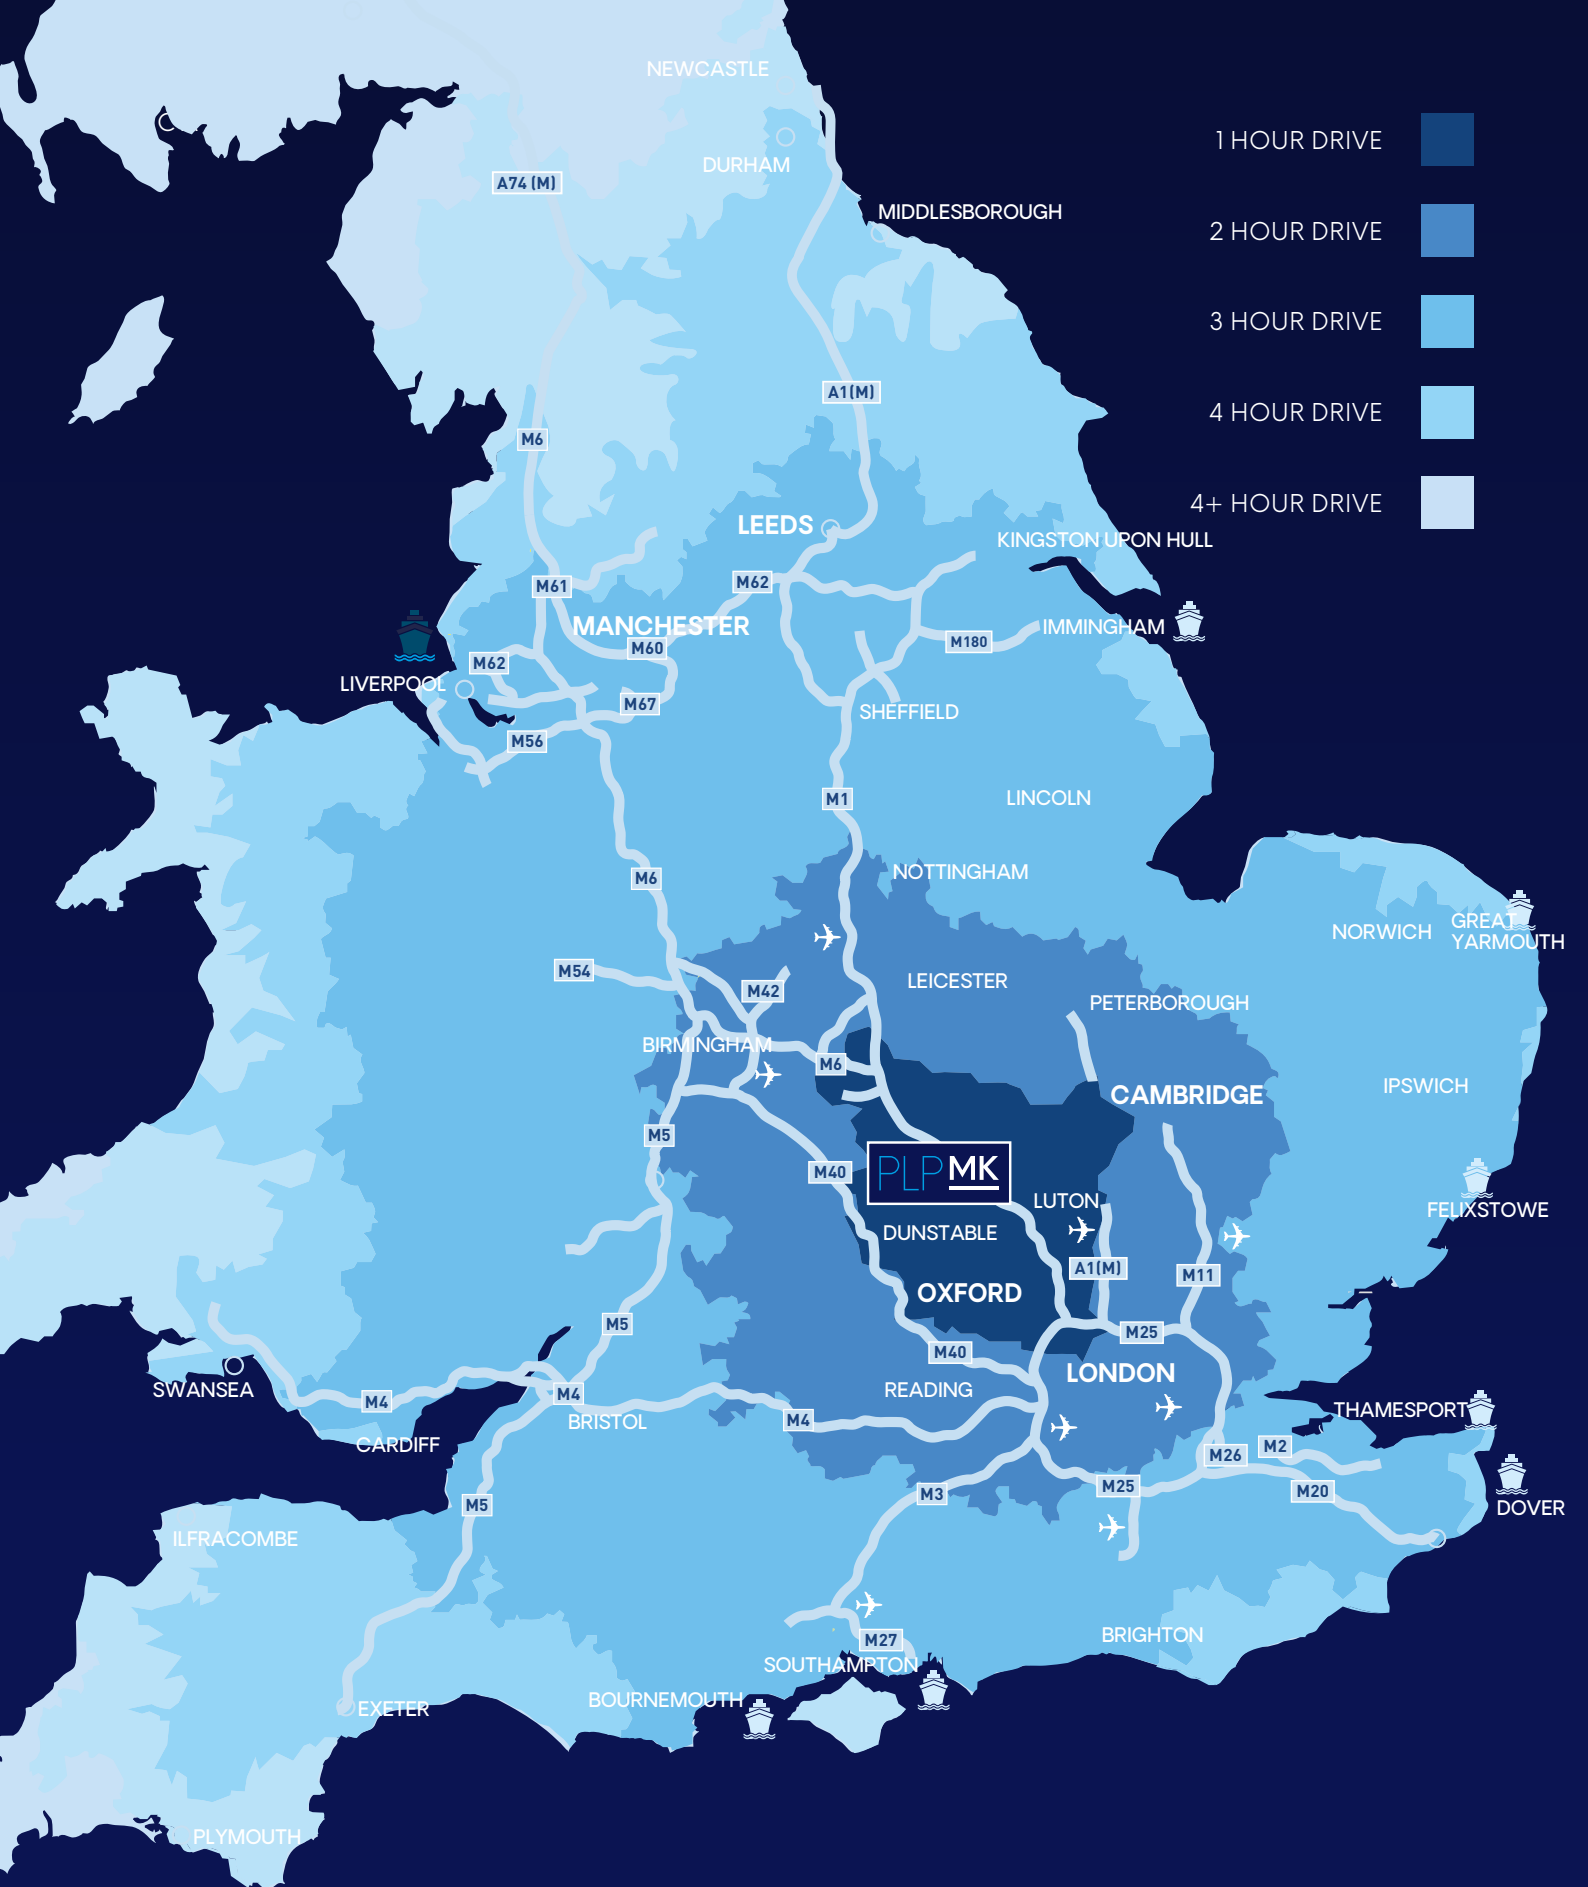 NEWCASTLE
1 HOUR DRIVE
DURHAM
A74 (M)
MIDDLESBOROUGH
2 HOUR DRIVE
3 HOUR DRIVE
A1(M)
4 HOUR DRIVE
M6
4+ HOUR DRIVE
LEEDS
KINGSTON UPON HULL
M61
M62
MANCHESTER
IMMINGHAM
M60
M180
M62
LIVERPOOL
M67
SHEFFIELD
M56
M1
LINCOLN
M6
NOTTINGHAM
NORWICH
GREAT
YARMOUTH
M54
M42
LEICESTER
PETERBOROUGH
BIRMINGHAM
M6
IPSWICH
CAMBRIDGE
M5
M40
PLPMK
LUTON
FELIXSTOWE
DUNSTABLE
A1(M)
M11
OXFORD
M5
M25
M40
LONDON
SWANSEA
M4
M4
READING
THAMESPORT
BRISTOL
M4
CARDIFF
M26
M2
M25
M20
M5
M3
DOVER
ILFRACOMBE
BRIGHTON
M27
SOUTHAMPTON
BOURNEMOUTH
EXETER
PLYMOUTH